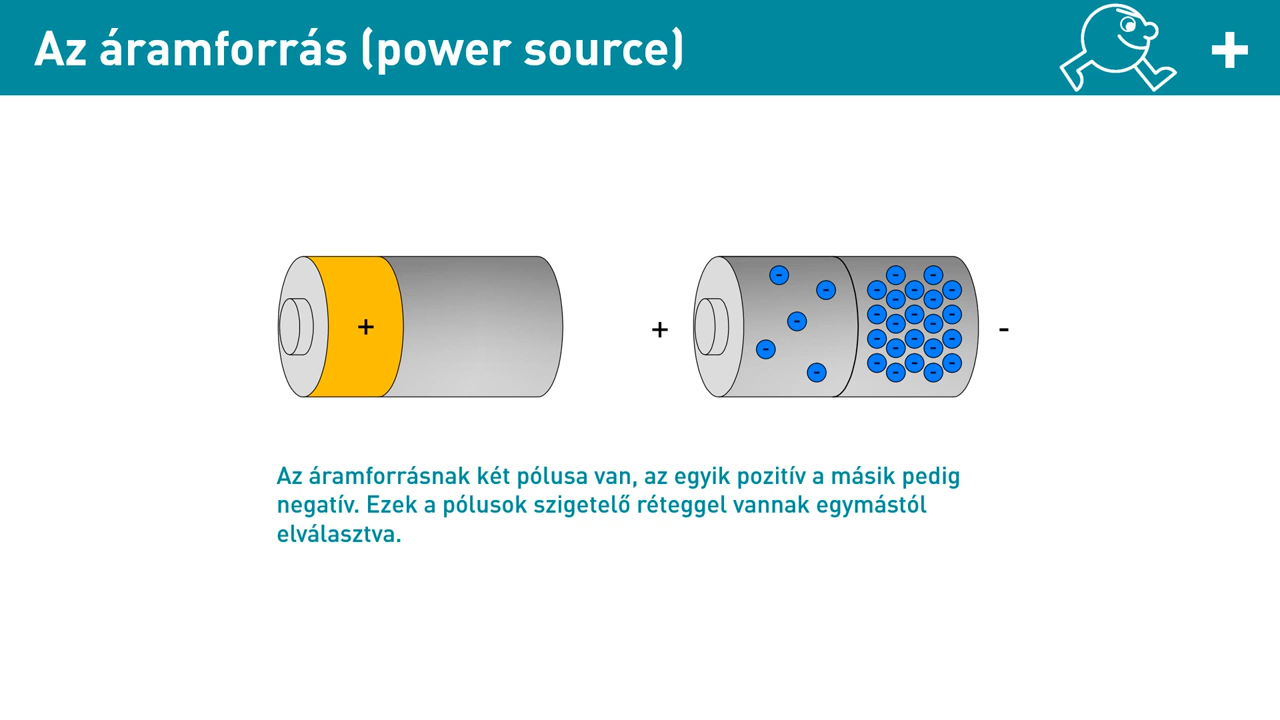 Az áramforrás (power source)
+
+
+
-
Az áramforrásnak két pólusa van, az egyik pozitív a másik pedig
negatív. Ezek a pólusok szigetelő réteggel vannak egymástól
elválasztva.